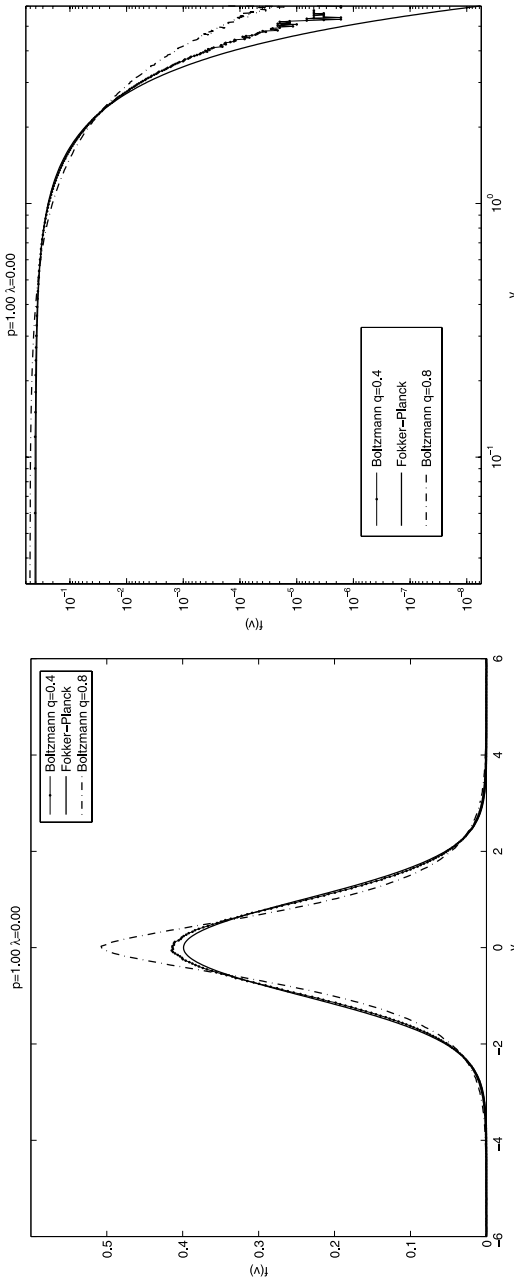 p=1.00 λ=0.00
f(v)
0.5
0.4
0.3
0.2
0.1
0
Boltzmann q=0.4
Fokker−Planck
Boltzmann q=0.8
−6
−4
−2
0
2
4
6
v
p=1.00 λ=0.00
f(v)
10⁻¹
10⁻²
10⁻³
10⁻⁴
10⁻⁵
10⁻⁶
10⁻⁷
10⁻⁸
Boltzmann q=0.4
Fokker−Planck
Boltzmann q=0.8
10⁻¹
10⁰
v